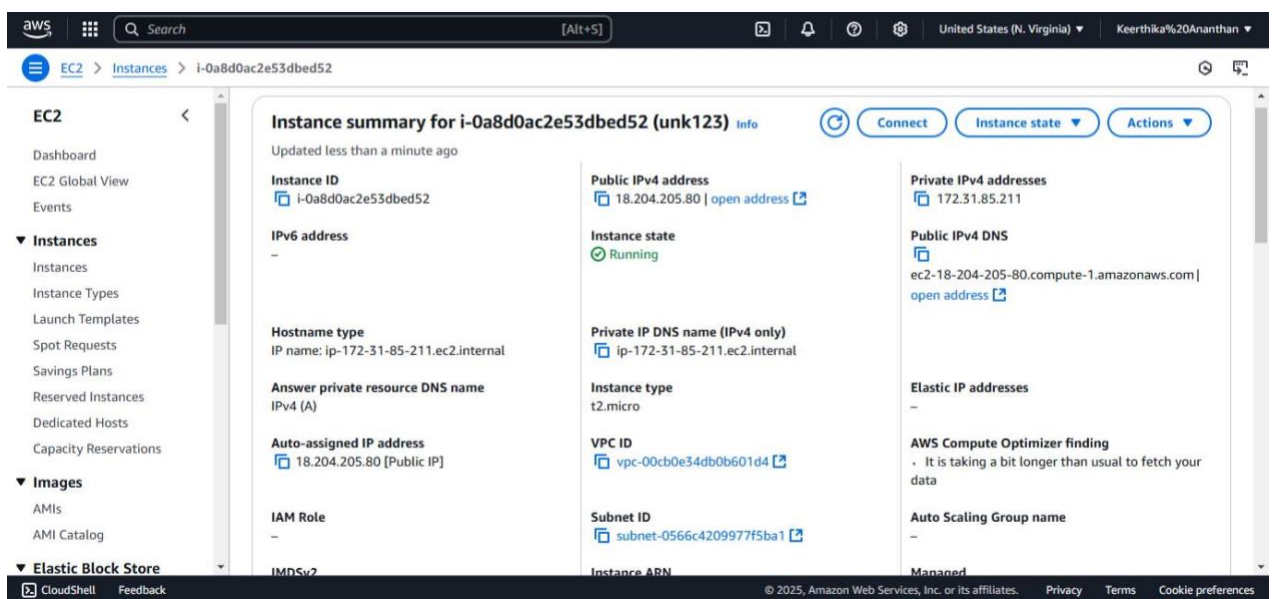 aws
Search [Alt+S]
United States (N. Virginia) ▼
Keerthika%20Ananthan ▼
EC2 > Instances > i-0a8d0ac2e53dbed52
EC2
Dashboard
EC2 Global View
Events
▼ Instances
Instances
Instance Types
Launch Templates
Spot Requests
Savings Plans
Reserved Instances
Dedicated Hosts
Capacity Reservations
▼ Images
AMIs
AMI Catalog
▼ Elastic Block Store
Instance summary for i-0a8d0ac2e53dbed52 (unk123) Info
Connect
Instance state ▼
Actions ▼
Updated less than a minute ago
Instance ID
i-0a8d0ac2e53dbed52
Public IPv4 address
18.204.205.80 | open address
Private IPv4 addresses
172.31.85.211
IPv6 address
–
Instance state
Running
Public IPv4 DNS
ec2-18-204-205-80.compute-1.amazonaws.com |
open address
Hostname type
IP name: ip-172-31-85-211.ec2.internal
Private IP DNS name (IPv4 only)
ip-172-31-85-211.ec2.internal
Answer private resource DNS name
IPv4 (A)
Instance type
t2.micro
Elastic IP addresses
–
Auto-assigned IP address
18.204.205.80 [Public IP]
VPC ID
vpc-00cb0e34db0b601d4
AWS Compute Optimizer finding
It is taking a bit longer than usual to fetch your
data
IAM Role
–
Subnet ID
subnet-0566c4209977f5ba1
Auto Scaling Group name
–
IMDSv2
Instance ARN
Managed
CloudShell
Feedback
© 2025, Amazon Web Services, Inc. or its affiliates.
Privacy
Terms
Cookie preferences